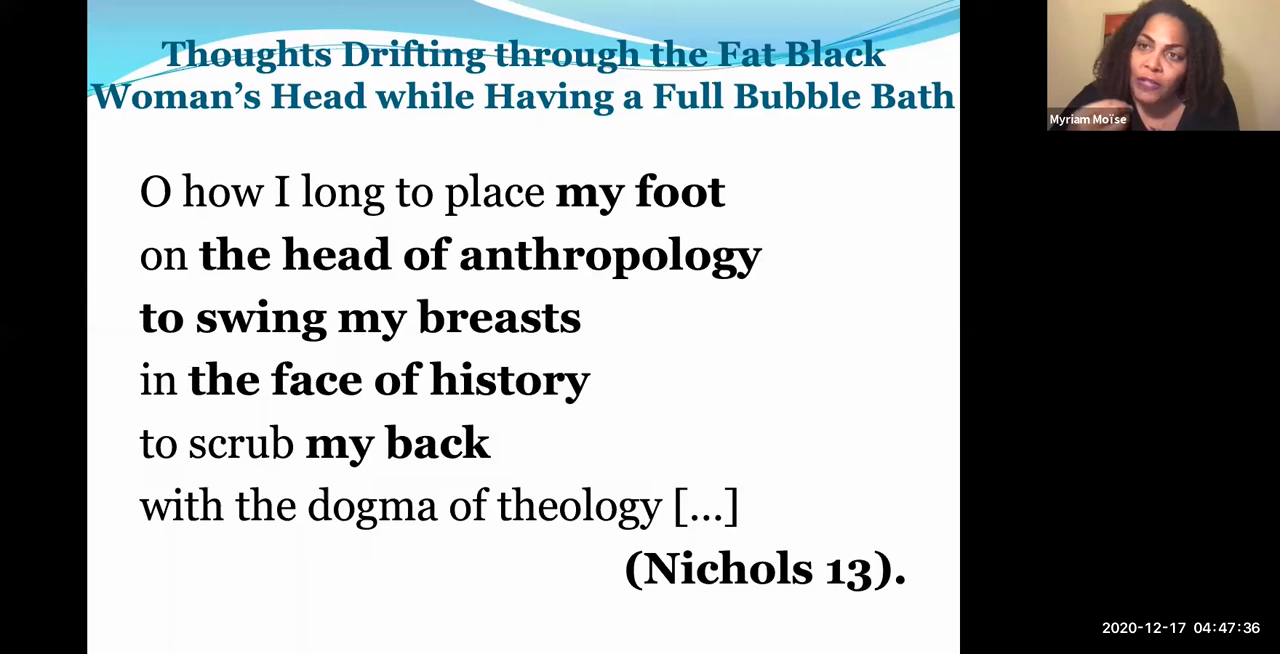 Thoughts Drifting through the Fat Black
Woman's Head while Having a Full Bubble Bath
Myriam Moïse
O how I long to place my foot
on the head of anthropology
to swing my breasts
in the face of history
to scrub my back
with the dogma of theology [...]
(Nichols 13).
2020-12-17 04:47:36